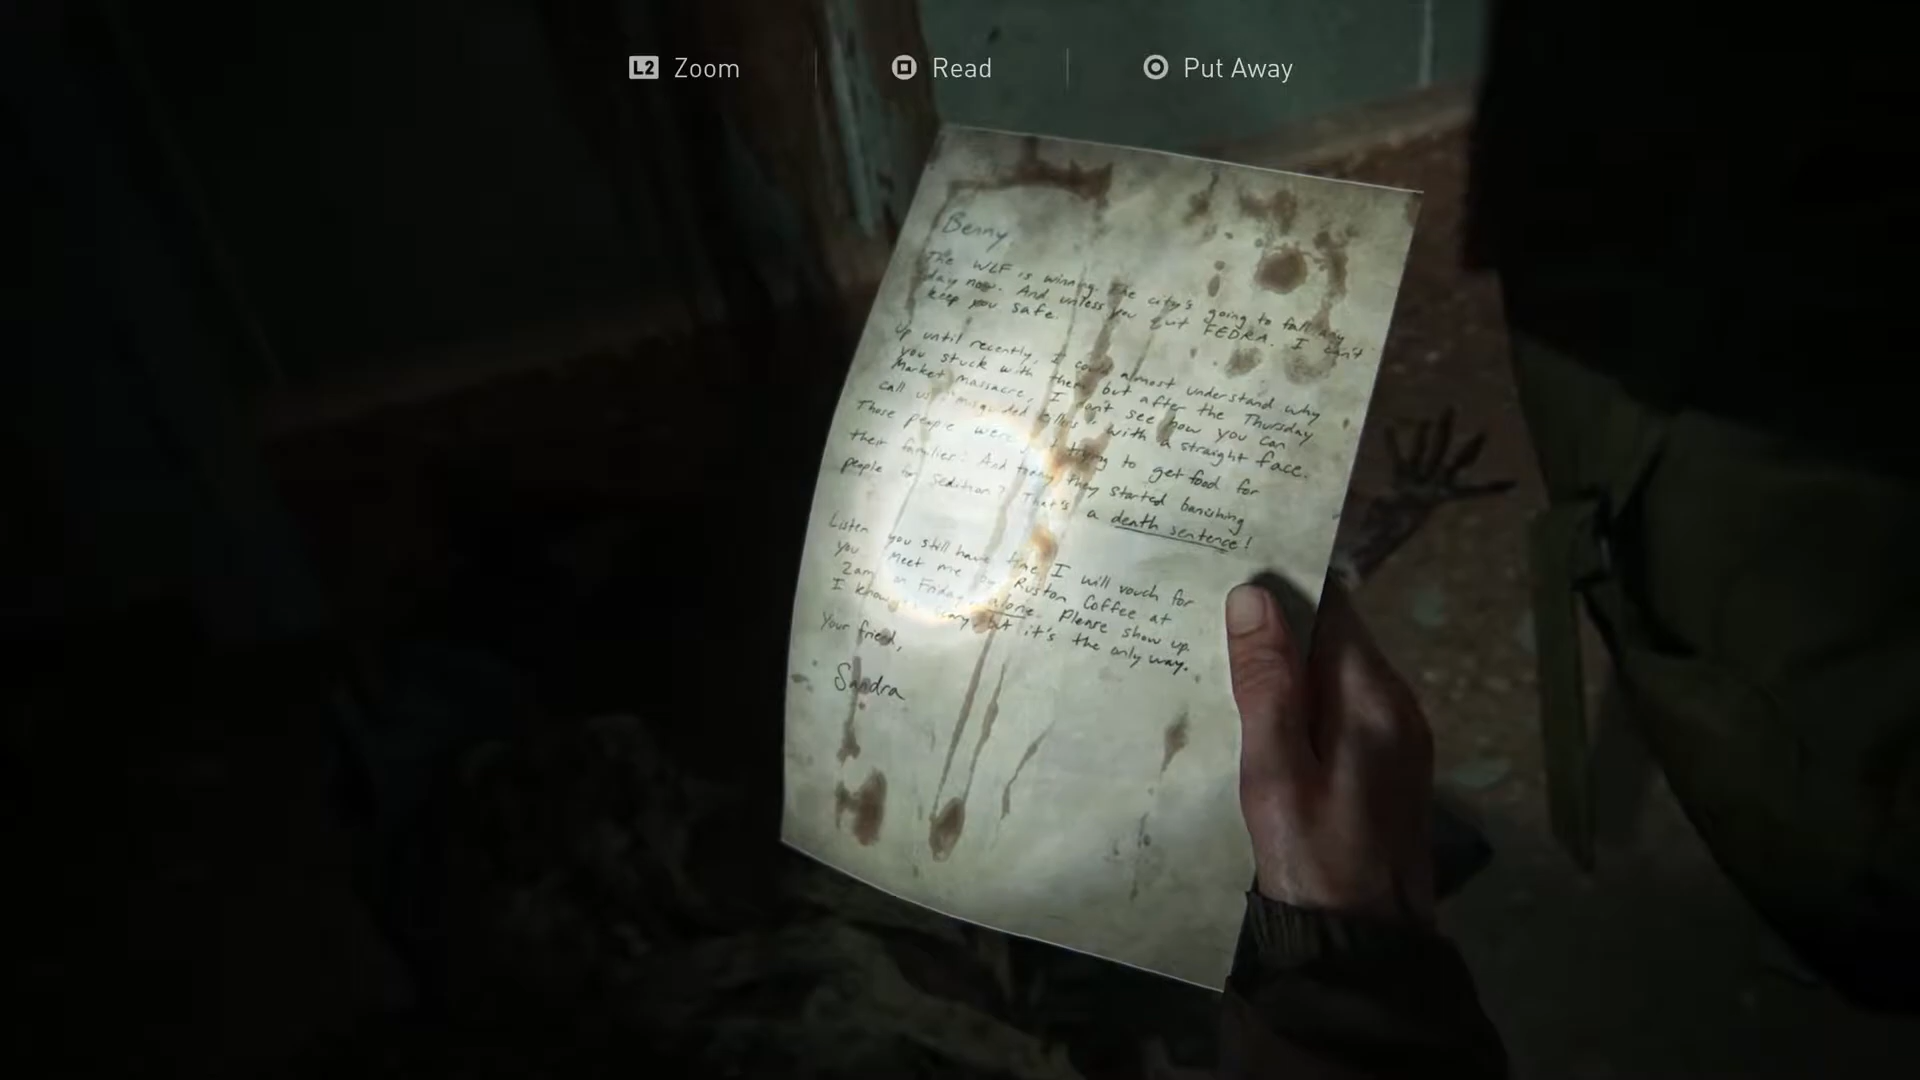 L2 Zoom
Read
Put Away
Benny,
The WLF is winning. The city's going to fall any
day now. And unless you quit FEDRA, I can't
keep you safe.
Up until recently, I could almost understand why
you stuck with them, but after the Thursday
Market Massacre, I don't see how you can
call us "misguided killers" with a straight face.
Those people were just trying to get food for
their families! And today they started banishing
people for sedition? That's a death sentence!
Listen you still have time. I will vouch for
you. Meet me by Ruston Coffee at
2am on Friday, alone. Please show up.
I know it's scary, but it's the only way.
Your friend,
Sandra